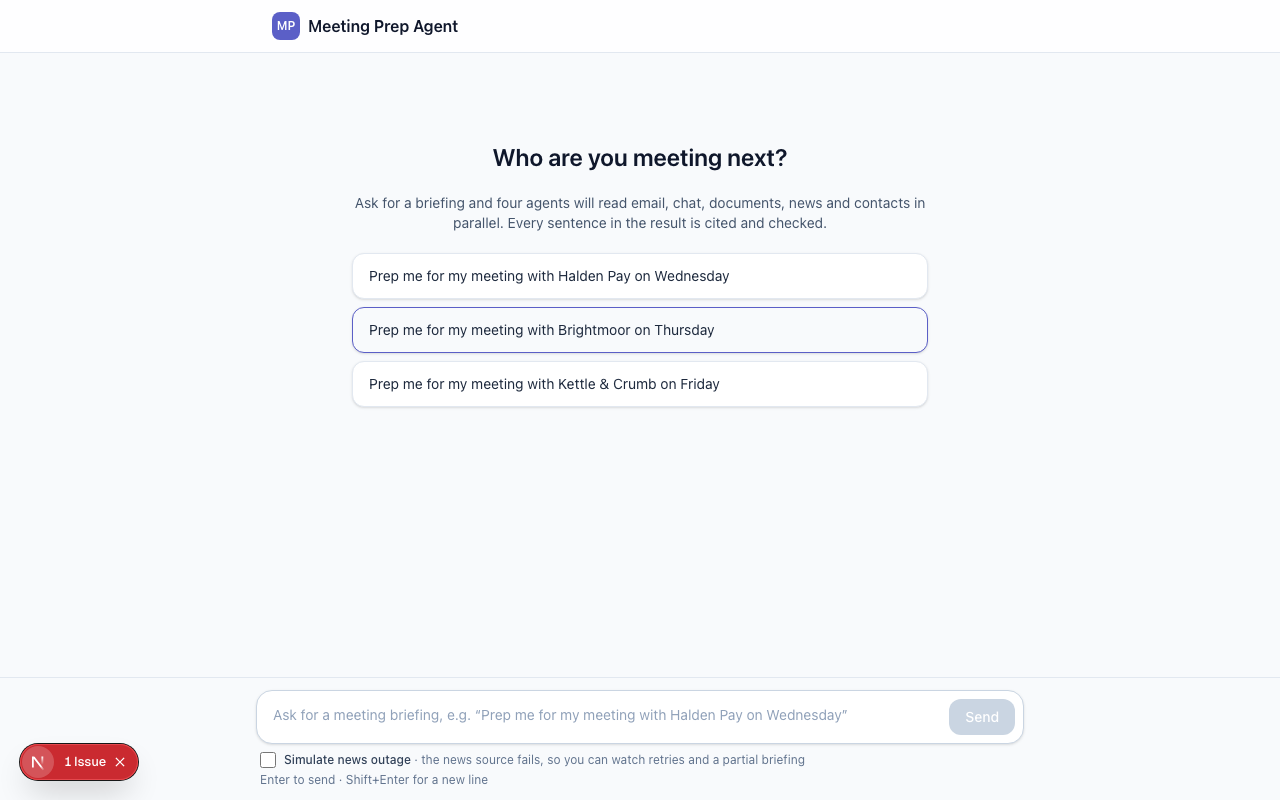 MP Meeting Prep Agent
Who are you meeting next?
Ask for a briefing and four agents will read email, chat, documents, news and contacts in
parallel. Every sentence in the result is cited and checked.
Prep me for my meeting with Halden Pay on Wednesday
Prep me for my meeting with Brightmoor on Thursday
Prep me for my meeting with Kettle & Crumb on Friday
Ask for a meeting briefing, e.g. “Prep me for my meeting with Halden Pay on Wednesday”
Send
Simulate news outage · the news source fails, so you can watch retries and a partial briefing
Enter to send · Shift+Enter for a new line
N 1 Issue